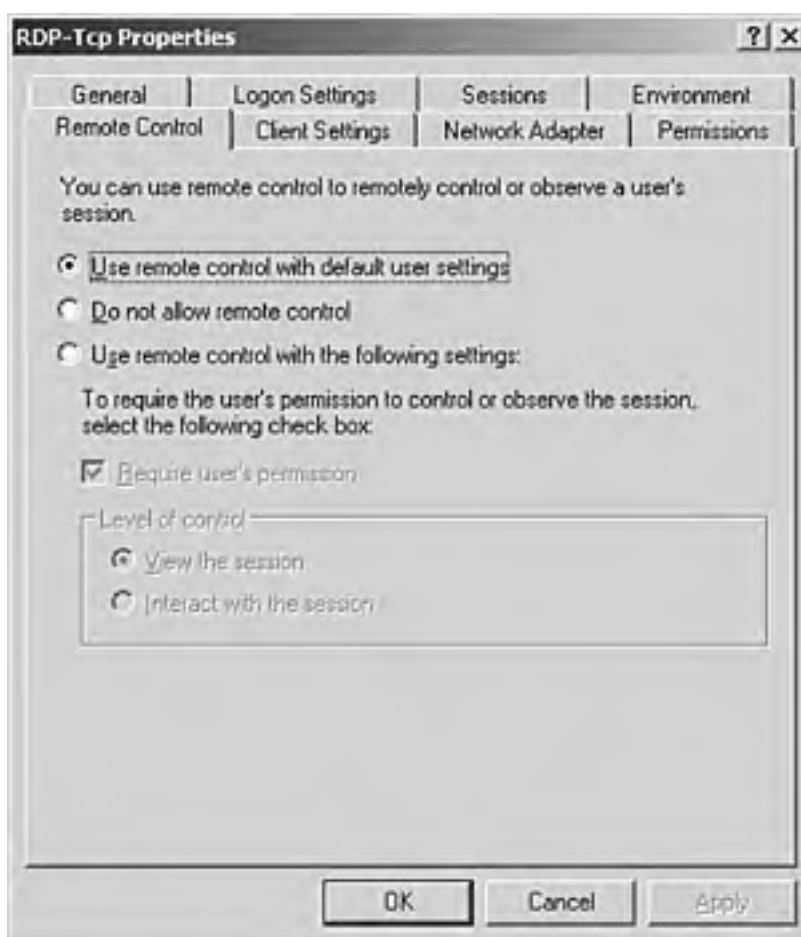 RDP-Tcp Properties
General
Logon Settings
Sessions
Environment
Remote Control
Client Settings
Network Adapter
Permissions
You can use remote control to remotely control or observe a user's
session.
Use remote control with default user settings
Do not allow remote control
Use remote control with the following settings:
To require the user's permission to control or observe the session,
select the following check box:
Require user's permission
Level of control
View the session
Interact with the session
OK
Cancel
Apply